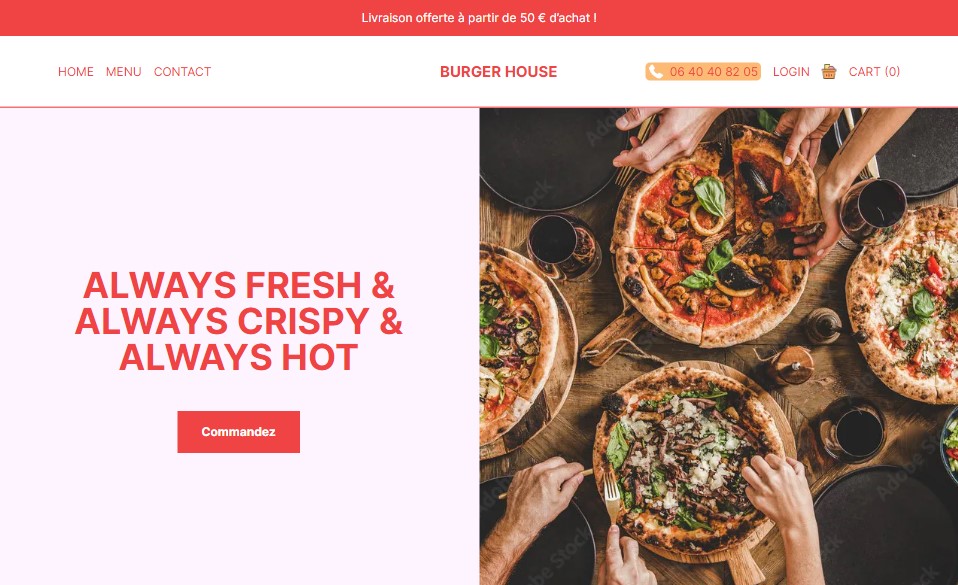 Livraison offerte à partir de 50 € d'achat !
HOME MENU CONTACT BURGER HOUSE 06 40 40 82 05 LOGIN CART (0)
ALWAYS FRESH &
ALWAYS CRISPY &
ALWAYS HOT
Commandez
Adobe Stock